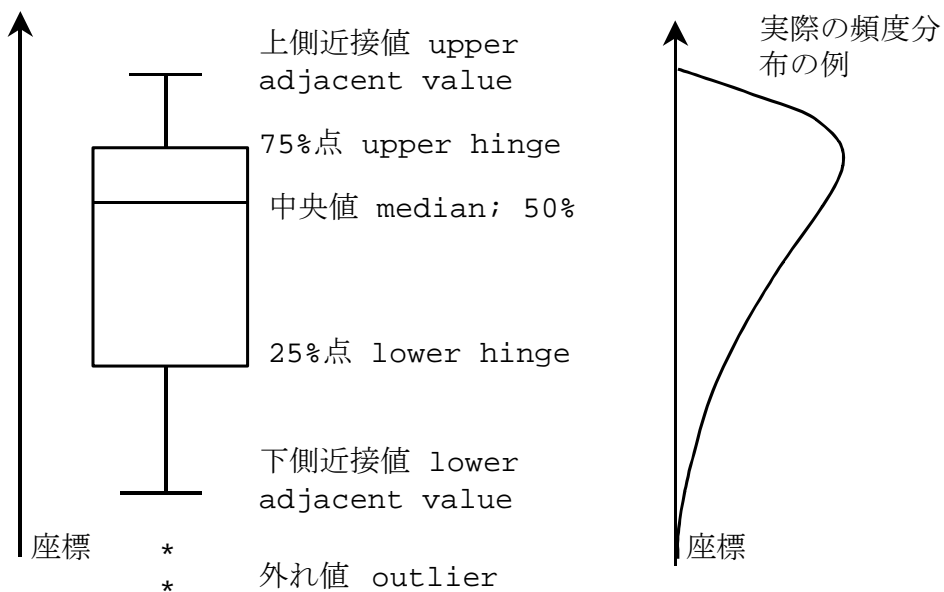 上側近接値 upper
adjacent value
75%点 upper hinge
中央値 median; 50%
25%点 lower hinge
下側近接値 lower
adjacent value
座標
*
外れ値 outlier
*
実際の頻度分
布の例
座標